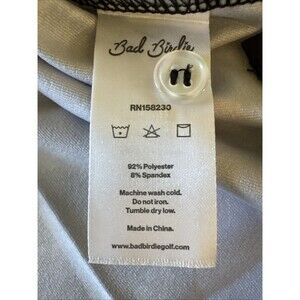 Bad Birdie
RN158230
92% Polyester
8% Spandex
Machine wash cold.
Do not iron.
Tumble dry low.
Made in China.
www.badbirdiegolf.com